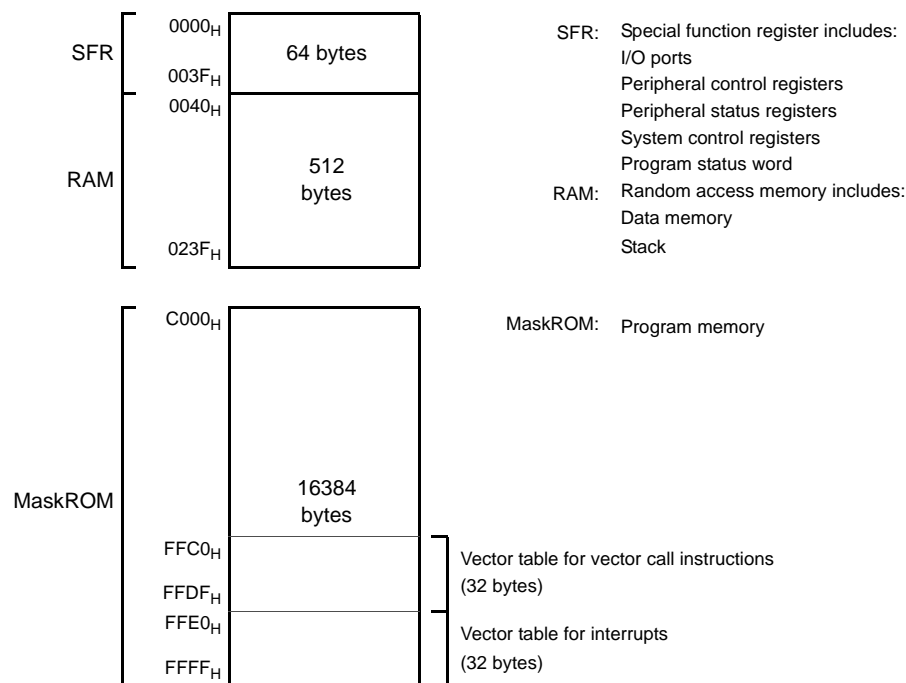 0000H
SFR
64 bytes
003FH
0040H
RAM
512
bytes
023FH
SFR: Special function register includes:
I/O ports
Peripheral control registers
Peripheral status registers
System control registers
Program status word
RAM: Random access memory includes:
Data memory
Stack
C000H
MaskROM: Program memory
MaskROM
16384
bytes
FFC0H
FFDFH
Vector table for vector call instructions
(32 bytes)
FFE0H
FFFFH
Vector table for interrupts
(32 bytes)